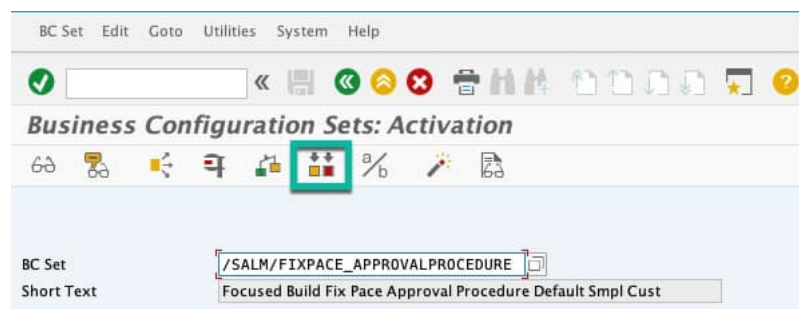 BC Set Edit Goto Utilities System Help
«
?
Business Configuration Sets: Activation
a/b
BC Set /SALM/FIXPACE_APPROVALPROCEDURE
Short Text Focused Build Fix Pace Approval Procedure Default Smpl Cust